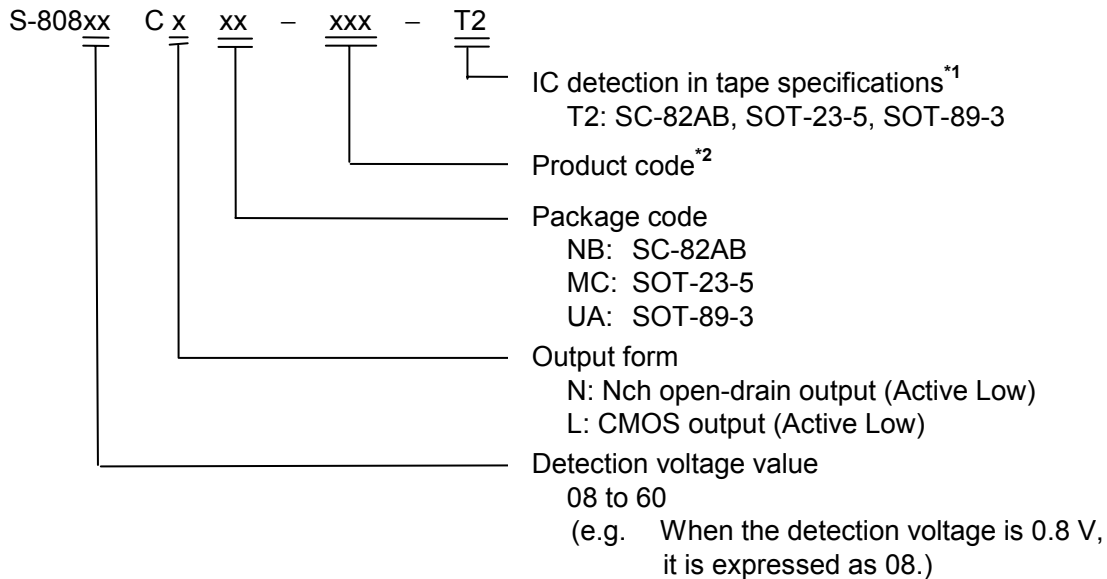 S-808xx C x xx – xxx – T2
IC detection in tape specifications*1
T2: SC-82AB, SOT-23-5, SOT-89-3
Product code*2
Package code
NB: SC-82AB
MC: SOT-23-5
UA: SOT-89-3
Output form
N: Nch open-drain output (Active Low)
L: CMOS output (Active Low)
Detection voltage value
08 to 60
(e.g. When the detection voltage is 0.8 V,
it is expressed as 08.)